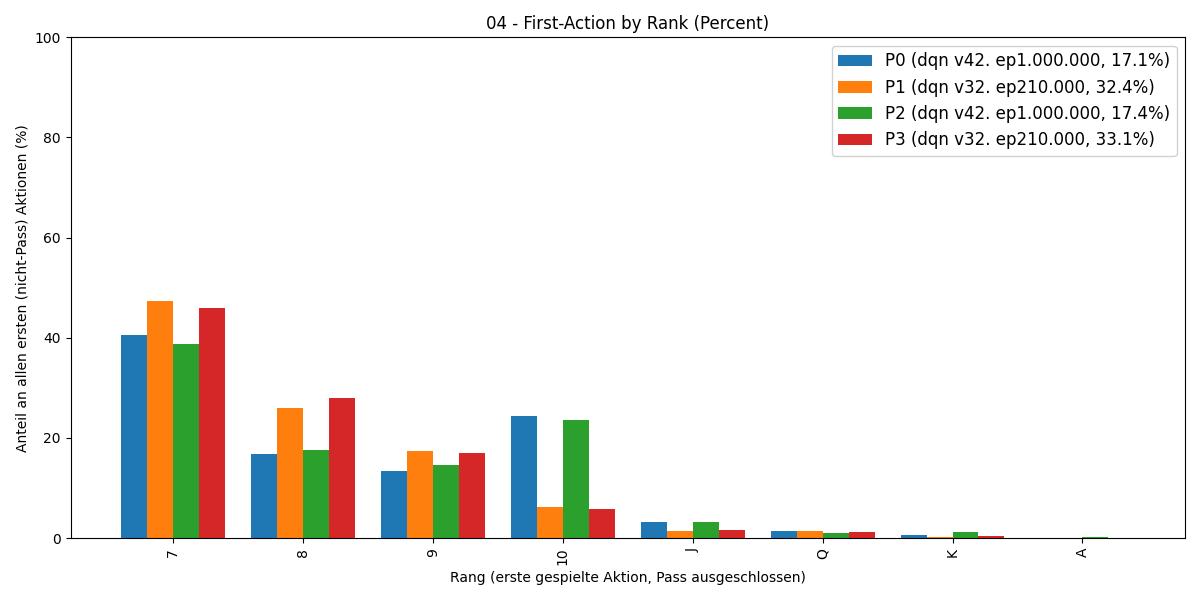 04 - First-Action by Rank (Percent)
Anteil an allen ersten (nicht-Pass) Aktionen (%)
100
80
60
40
20
0
P0 (dqn v42. ep1.000.000, 17.1%)
P1 (dqn v32. ep210.000, 32.4%)
P2 (dqn v42. ep1.000.000, 17.4%)
P3 (dqn v32. ep210.000, 33.1%)
7
8
9
10
J
Q
K
A
Rang (erste gespielte Aktion, Pass ausgeschlossen)